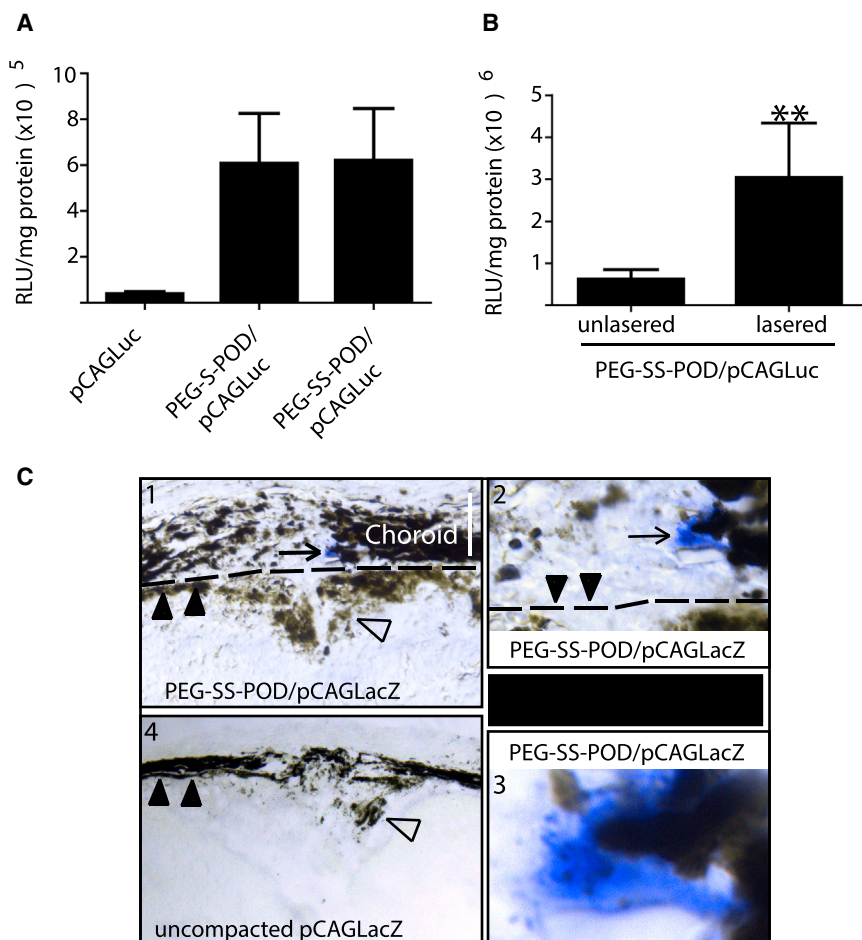 A
RLU/mg protein (x10 ) 5
10
8
6
4
2
pCAGLuc
PEG-S-POD/
pCAGLuc
PEG-SS-POD/
pCAGLuc
B
RLU/mg protein (x10 ) 6
5
4
3
2
1
**
unlasered
lasered
PEG-SS-POD/pCAGLuc
C
1
Choroid
PEG-SS-POD/pCAGLacZ
2
PEG-SS-POD/pCAGLacZ
4
uncompacted pCAGLacZ
PEG-SS-POD/pCAGLacZ
3